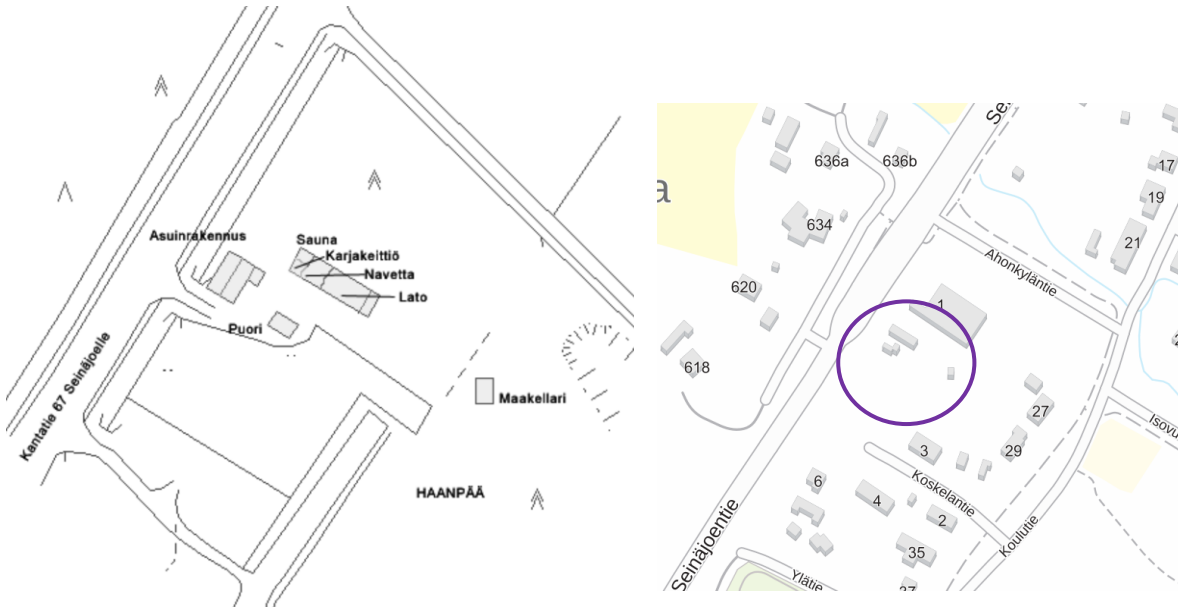 Asuinrakennus
Sauna
Karjakeittiö
Navetta
Lato
Puori
Kantatie 67 Seinäjoelle
Maakellari
HAANPÄÄ
a
636a
636b
634
620
618
Sei
17
19
21
Ahonkyläntie
1
27
29
3
Koskelantie
6
4
2
35
37
Isovu
Koulutie
Seinäjoentie
Ylätie